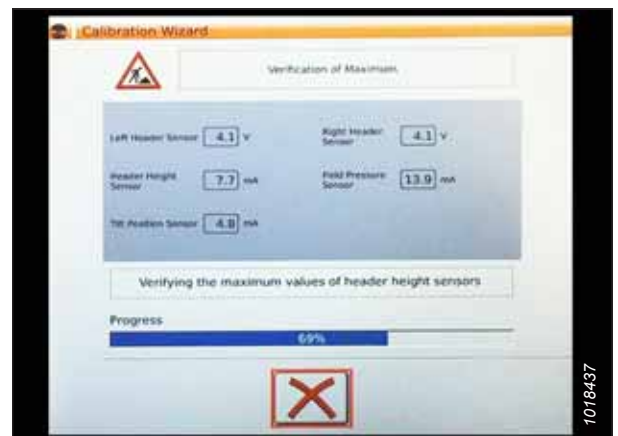 Calibration Wizard
Verification of Maximum
Left Header Sensor 4.1 V
Right Header
Sensor 4.1 V
Header Height
Sensor 7.7 mA
Field Pressure
Sensor 13.9 mA
Tilt Position Sensor 4.8 mA
Verifying the maximum values of header height sensors
Progress
69%
1018437